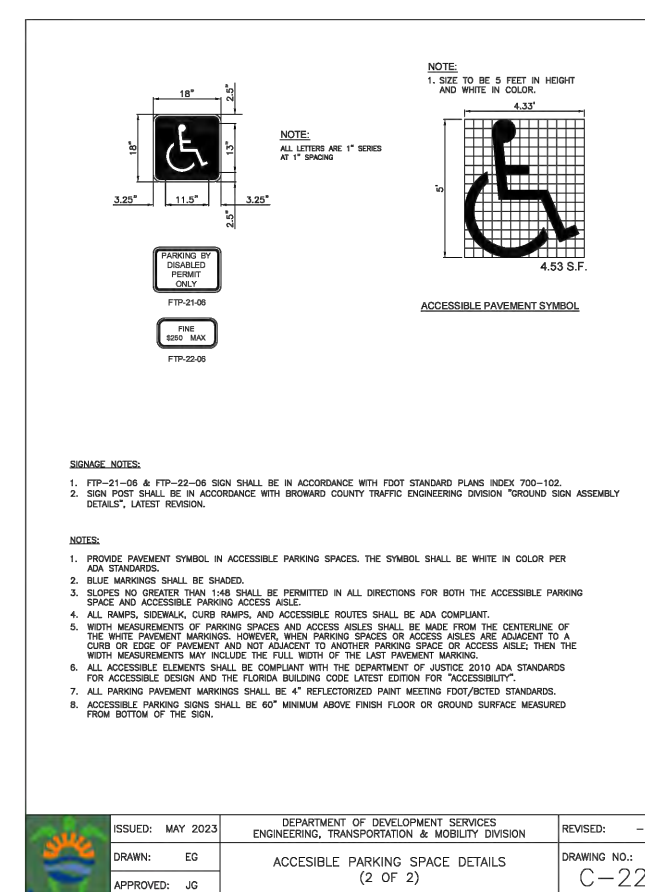 NOTE:
1. SIZE TO BE 5 FEET IN HEIGHT
AND WHITE IN COLOR.
18"
2.5"
18"
13"
3.25"
11.5"
3.25"
2.5"
NOTE:
ALL LETTERS ARE 1" SERIES
AT 1" SPACING
4.33'
5'
4.53 S.F.
ACCESSIBLE PAVEMENT SYMBOL
PARKING BY
DISABLED
PERMIT
ONLY
FTP-21-06
FINE
$250 MAX
FTP-22-06
SIGNAGE NOTES:
1. FTP-21-06 & FTP-22-06 SIGN SHALL BE IN ACCORDANCE WITH FDOT STANDARD PLANS INDEX 700-102.
2. SIGN POST SHALL BE IN ACCORDANCE WITH BROWARD COUNTY TRAFFIC ENGINEERING DIVISION "GROUND SIGN ASSEMBLY
DETAILS", LATEST REVISION.
NOTES:
1. PROVIDE PAVEMENT SYMBOL IN ACCESSIBLE PARKING SPACES. THE SYMBOL SHALL BE WHITE IN COLOR PER
ADA STANDARDS.
2. BLUE MARKINGS SHALL BE SHADED.
3. SLOPES NO GREATER THAN 1:48 SHALL BE PERMITTED IN ALL DIRECTIONS FOR BOTH THE ACCESSIBLE PARKING
SPACE AND ACCESSIBLE PARKING ACCESS AISLE.
4. ALL RAMPS, SIDEWALK, CURB RAMPS, AND ACCESSIBLE ROUTES SHALL BE ADA COMPLIANT.
5. WIDTH MEASUREMENTS OF PARKING SPACES AND ACCESS AISLES SHALL BE MADE FROM THE CENTERLINE OF
THE WHITE PAVEMENT MARKINGS. HOWEVER, WHEN PARKING SPACES OR ACCESS AISLES ARE ADJACENT TO A
CURB OR EDGE OF PAVEMENT AND NOT ADJACENT TO ANOTHER PARKING SPACE OR ACCESS AISLE; THEN THE
WIDTH MEASUREMENTS MAY INCLUDE THE FULL WIDTH OF THE LAST PAVEMENT MARKING.
6. ALL ACCESSIBLE ELEMENTS SHALL BE COMPLIANT WITH THE DEPARTMENT OF JUSTICE 2010 ADA STANDARDS
FOR ACCESSIBLE DESIGN AND THE FLORIDA BUILDING CODE LATEST EDITION FOR "ACCESSIBILITY".
7. ALL PARKING PAVEMENT MARKINGS SHALL BE 4" REFLECTORIZED PAINT MEETING FDOT/BCTED STANDARDS.
8. ACCESSIBLE PARKING SIGNS SHALL BE 60" MINIMUM ABOVE FINISH FLOOR OR GROUND SURFACE MEASURED
FROM BOTTOM OF THE SIGN.
ISSUED: MAY 2023
DRAWN: EG
APPROVED: JG
DEPARTMENT OF DEVELOPMENT SERVICES
ENGINEERING, TRANSPORTATION & MOBILITY DIVISION
ACCESIBLE PARKING SPACE DETAILS
(2 OF 2)
REVISED: -
DRAWING NO.:
C-22